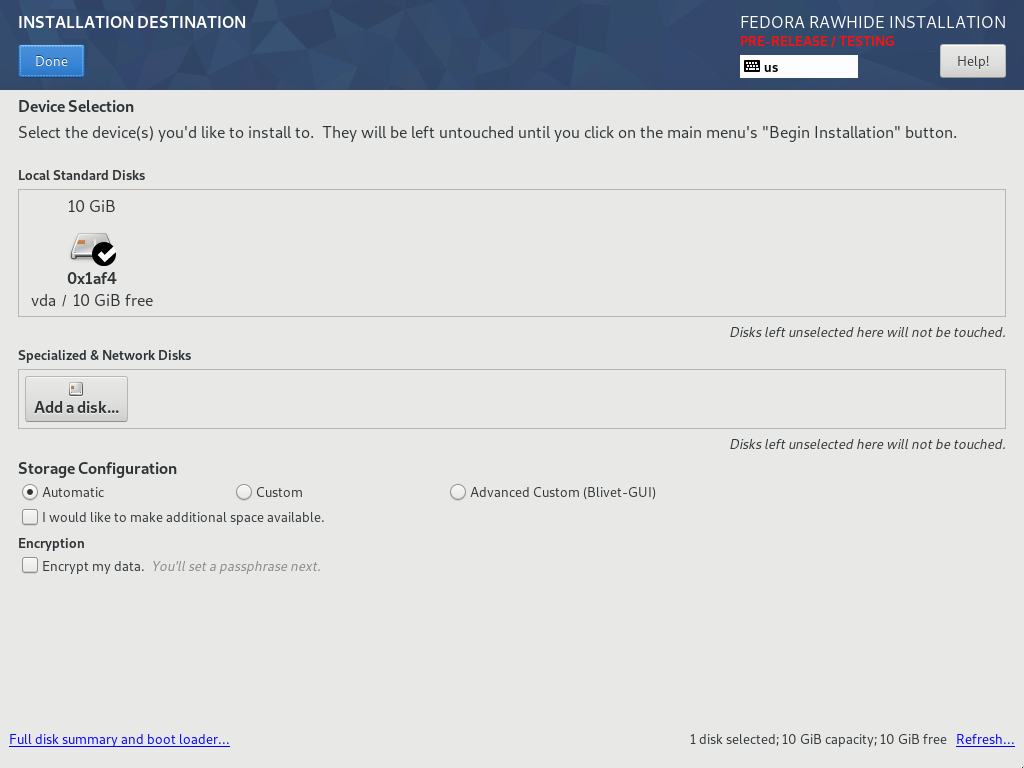 INSTALLATION DESTINATION
FEDORA RAWHIDE INSTALLATION
PRE-RELEASE / TESTING
Done
us
Help!
Device Selection
Select the device(s) you'd like to install to.  They will be left untouched until you click on the main menu's "Begin Installation" button.
Local Standard Disks
10 GiB
0x1af4
vda / 10 GiB free
Disks left unselected here will not be touched.
Specialized & Network Disks
Add a disk...
Disks left unselected here will not be touched.
Storage Configuration
Automatic Custom Advanced Custom (Blivet-GUI)
I would like to make additional space available.
Encryption
Encrypt my data. You'll set a passphrase next.
Full disk summary and boot loader... 1 disk selected; 10 GiB capacity; 10 GiB free Refresh...